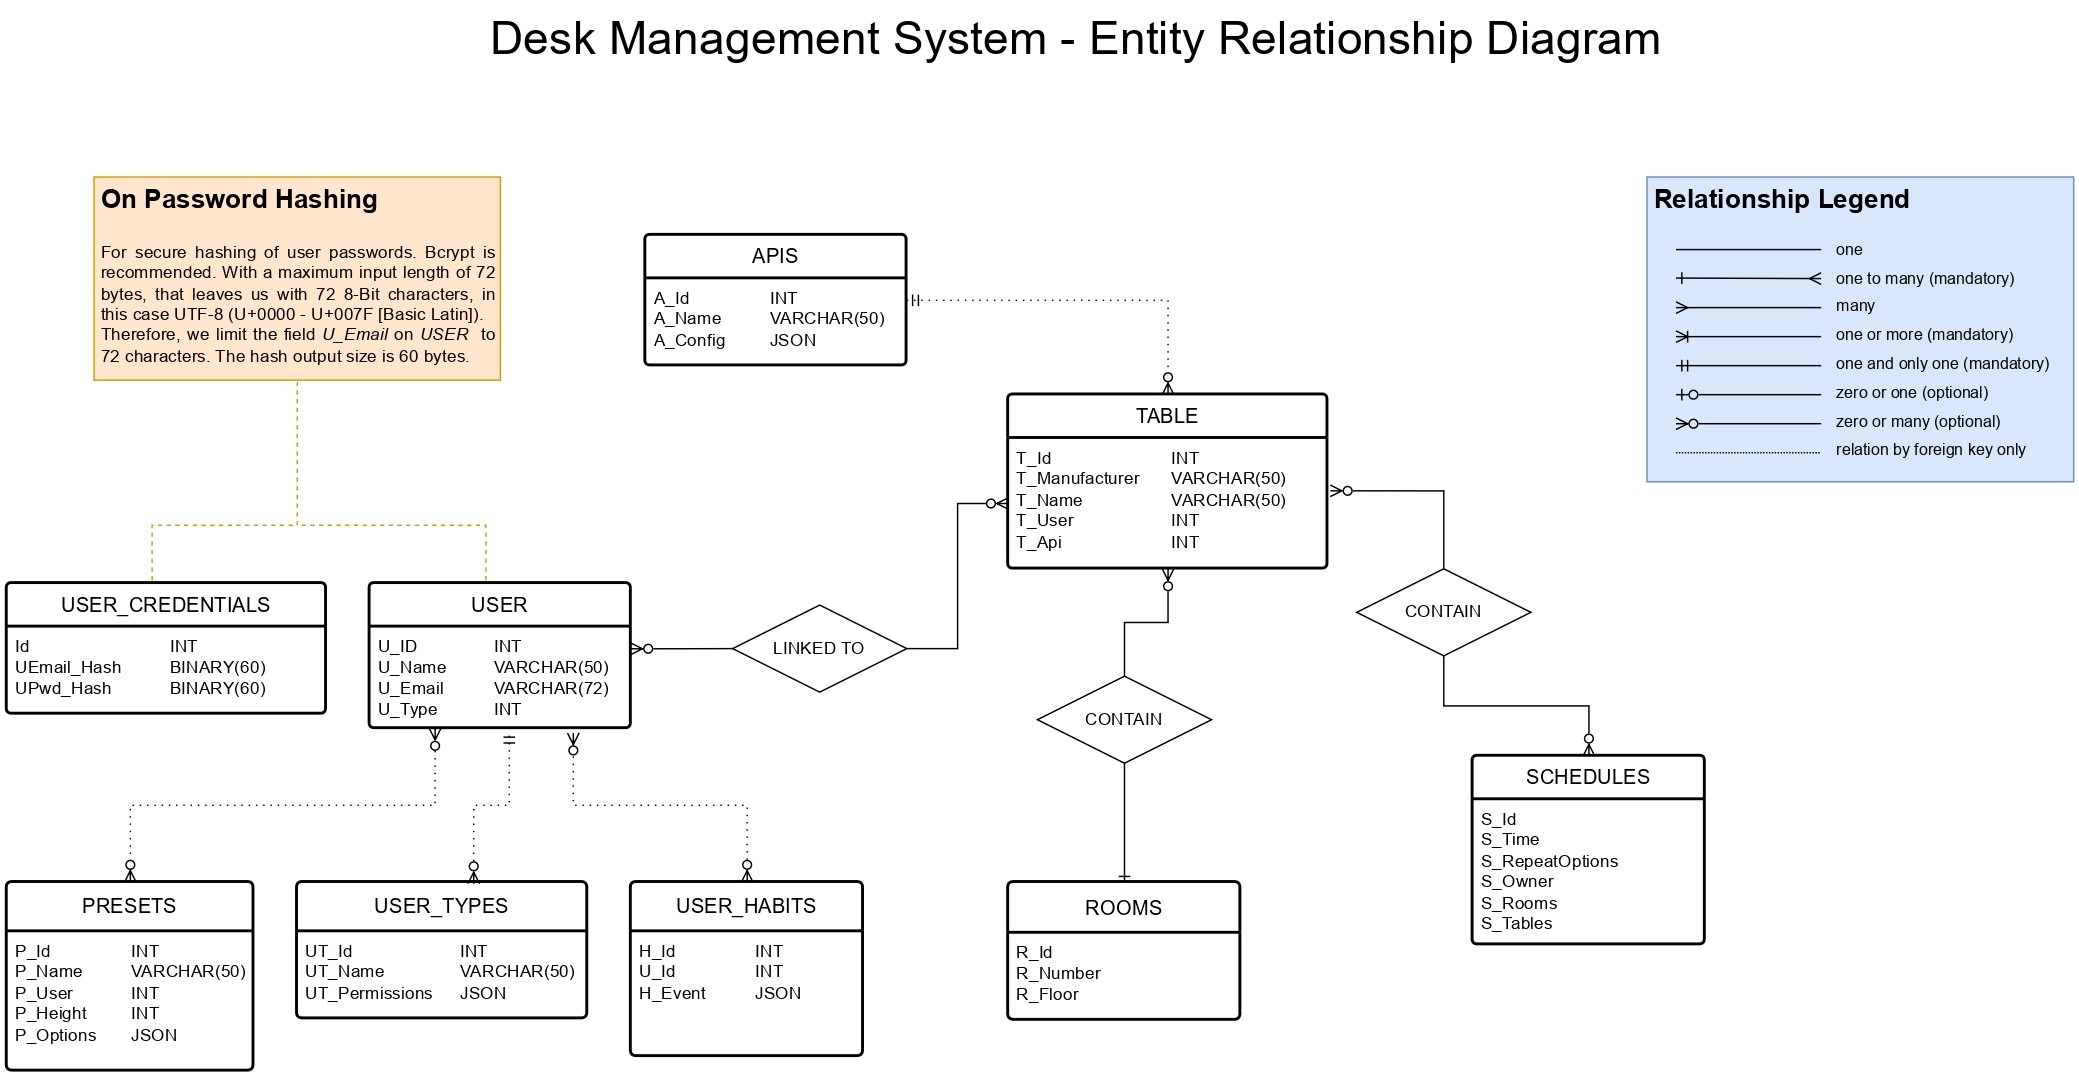 Desk Management System - Entity Relationship Diagram
On Password Hashing
For secure hashing of user passwords. Bcrypt is
recommended. With a maximum input length of 72
bytes, that leaves us with 72 8-Bit characters, in
this case UTF-8 (U+0000 - U+007F [Basic Latin]).
Therefore, we limit the field U_Email on USER to
72 characters. The hash output size is 60 bytes.
Relationship Legend
one
one to many (mandatory)
many
one or more (mandatory)
one and only one (mandatory)
zero or one (optional)
zero or many (optional)
relation by foreign key only
APIS
A_Id INT
A_Name VARCHAR(50)
A_Config JSON
TABLE
T_Id INT
T_Manufacturer VARCHAR(50)
T_Name VARCHAR(50)
T_User INT
T_Api INT
USER_CREDENTIALS
Id INT
UEmail_Hash BINARY(60)
UPwd_Hash BINARY(60)
USER
U_ID INT
U_Name VARCHAR(50)
U_Email VARCHAR(72)
U_Type INT
LINKED TO
CONTAIN
CONTAIN
SCHEDULES
S_Id
S_Time
S_RepeatOptions
S_Owner
S_Rooms
S_Tables
PRESETS
P_Id INT
P_Name VARCHAR(50)
P_User INT
P_Height INT
P_Options JSON
USER_TYPES
UT_Id INT
UT_Name VARCHAR(50)
UT_Permissions JSON
USER_HABITS
H_Id INT
U_Id INT
H_Event JSON
ROOMS
R_Id
R_Number
R_Floor